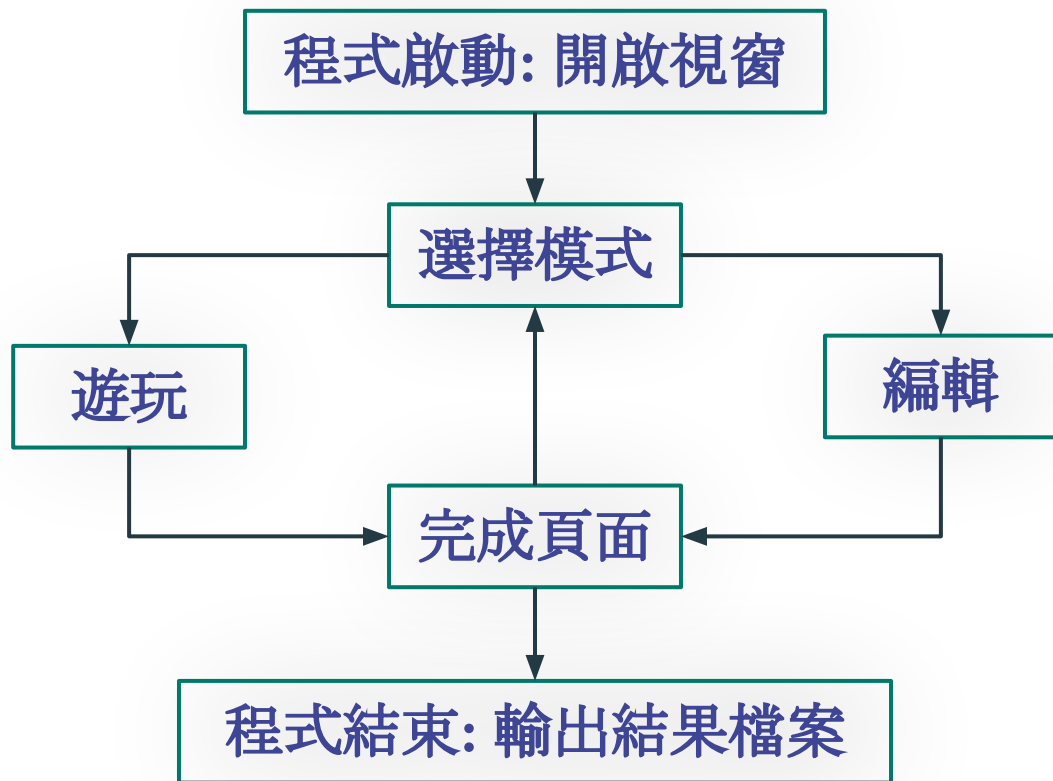 程式啟動: 開啟視窗
選擇模式
遊玩
編輯
完成頁面
程式結束: 輸出結果檔案